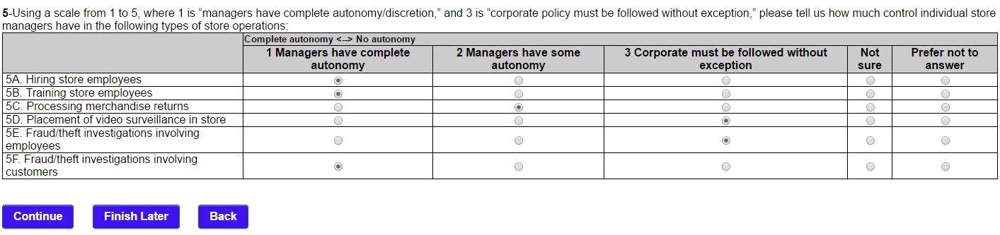 5-Using a scale from 1 to 5, where 1 is “managers have complete autonomy/discretion,” and 3 is “corporate policy must be followed without exception,” please tell us how much control individual store
managers have in the following types of store operations:
Complete autonomy <--> No autonomy
1 Managers have complete autonomy
2 Managers have some autonomy
3 Corporate must be followed without exception
Not sure
Prefer not to answer
5A. Hiring store employees
5B. Training store employees
5C. Processing merchandise returns
5D. Placement of video surveillance in store
5E. Fraud/theft investigations involving
employees
5F. Fraud/theft investigations involving
customers
Continue
Finish Later
Back